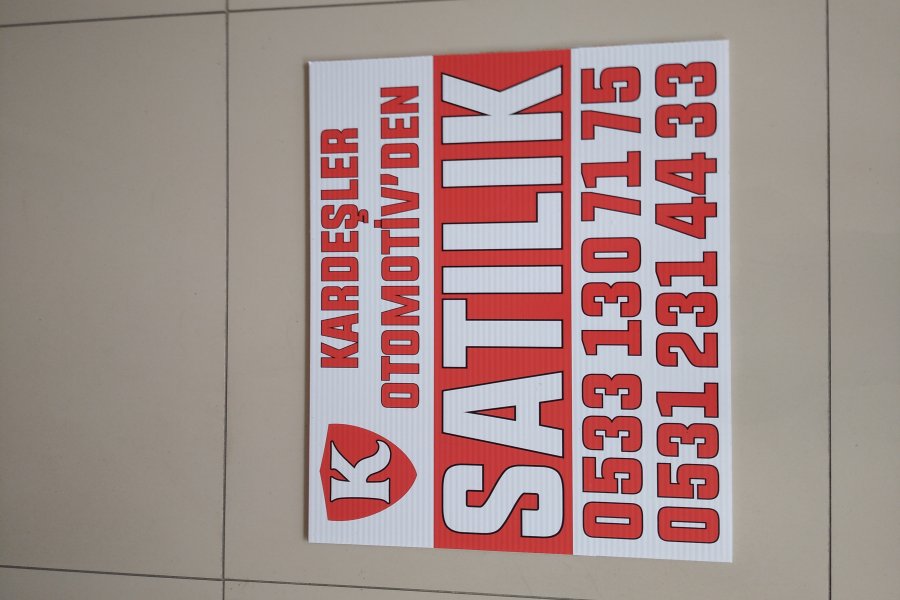 K
KARDEŞLER
OTOMOTİV'DEN
SATILIK
0533 130 71 75
0531 231 44 33